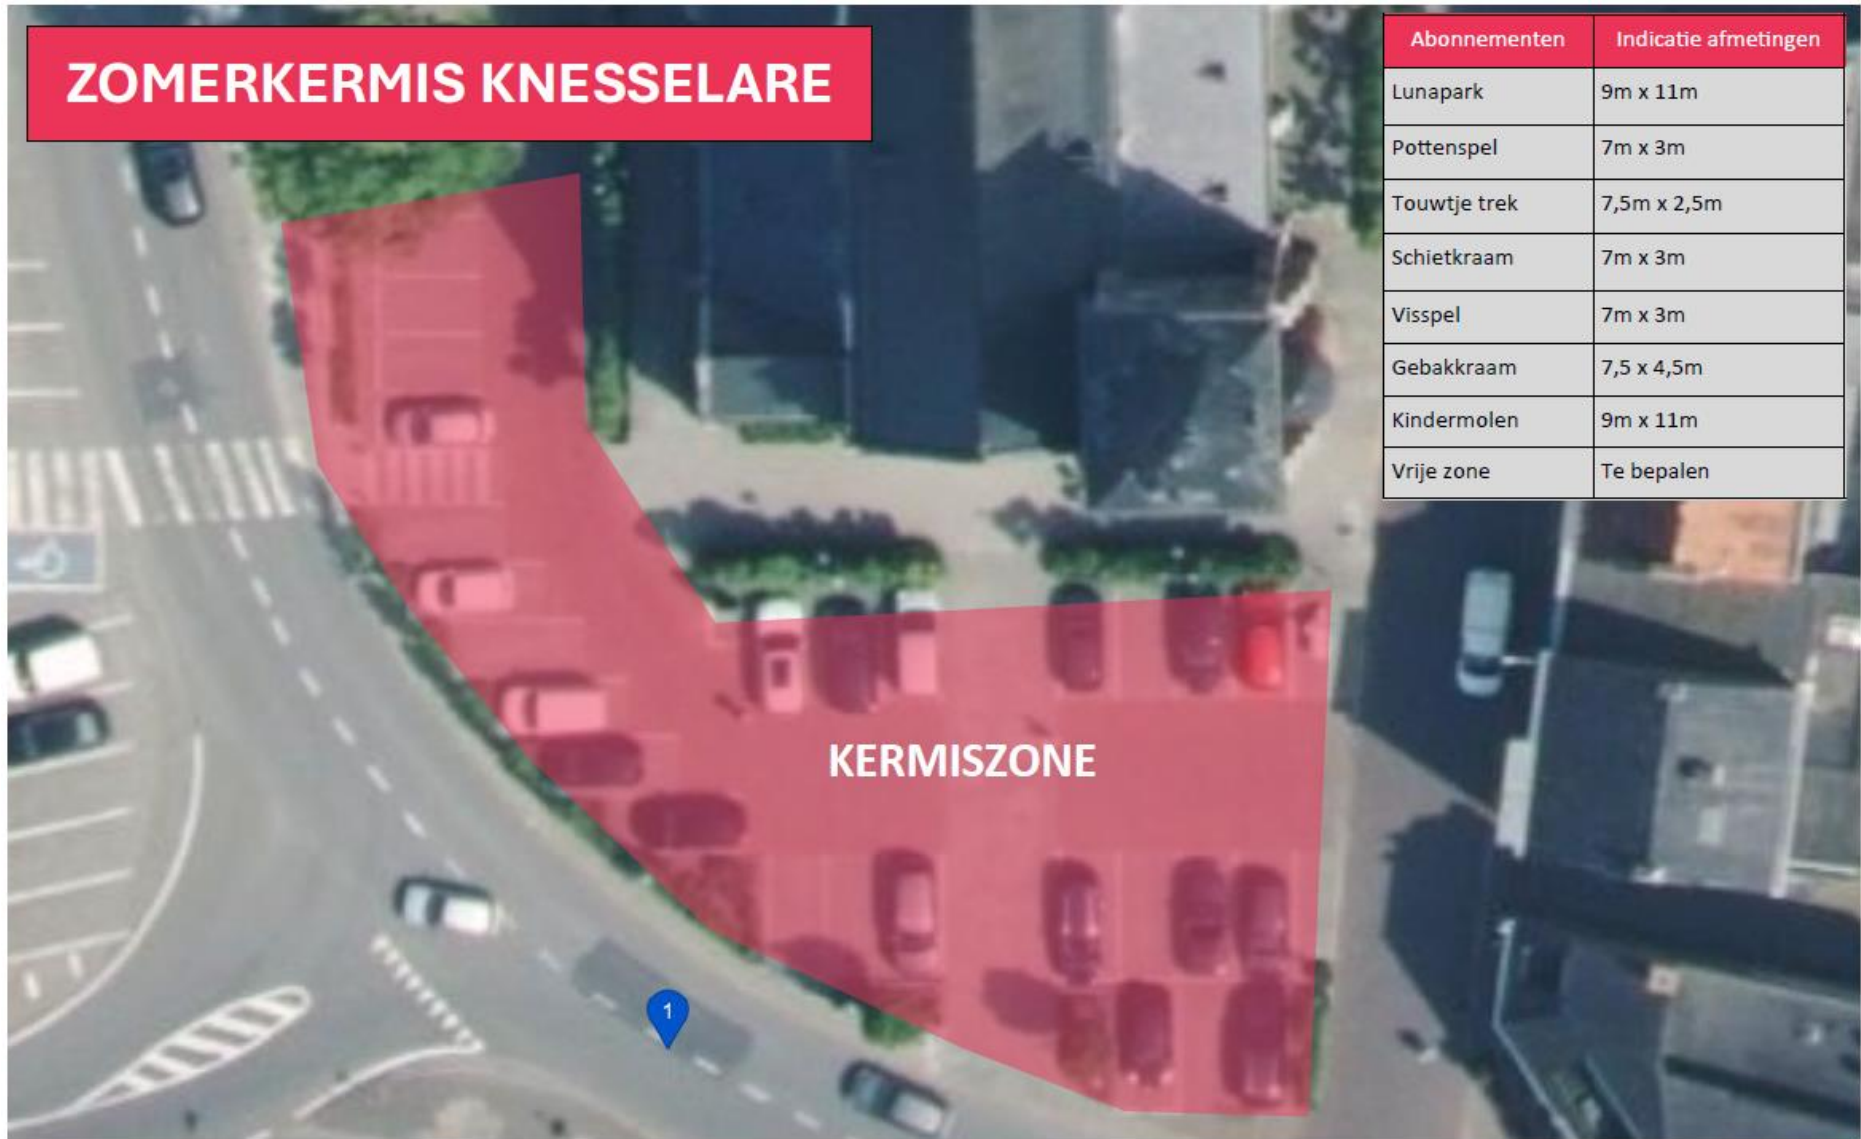 ZOMERKERMIS KNESSELARE
Abonnementen Indicatie afmetingen
Lunapark 9m x 11m
Pottenspel 7m x 3m
Touwtje trek 7,5m x 2,5m
Schietkraam 7m x 3m
Visspel 7m x 3m
Gebakkraam 7,5 x 4,5m
Kindermolen 9m x 11m
Vrije zone Te bepalen
KERMISZONE
1